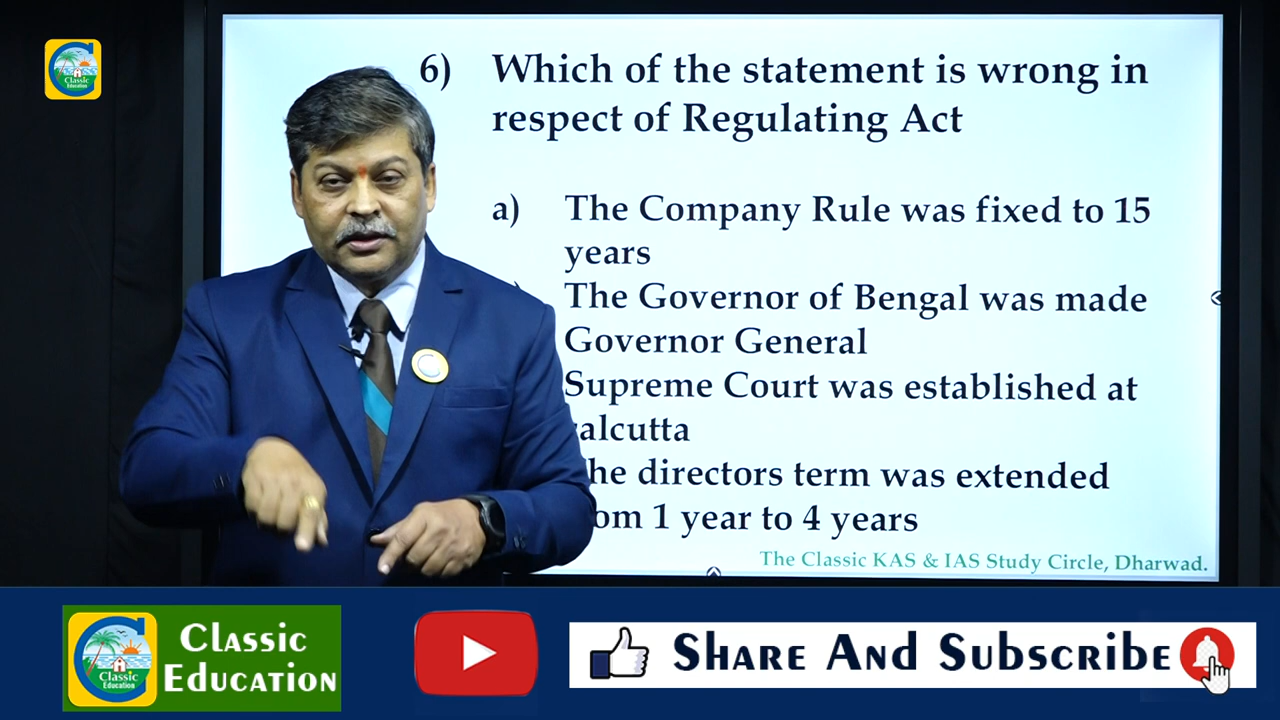 Classic
Education
6) Which of the statement is wrong in
respect of Regulating Act
a) The Company Rule was fixed to 15
years
The Governor of Bengal was made
Governor General
Supreme Court was established at
alcutta
he directors term was extended
om 1 year to 4 years
The Classic KAS & IAS Study Circle, Dharwad.
Classic
Education
Classic
Education
Share And Subscribe